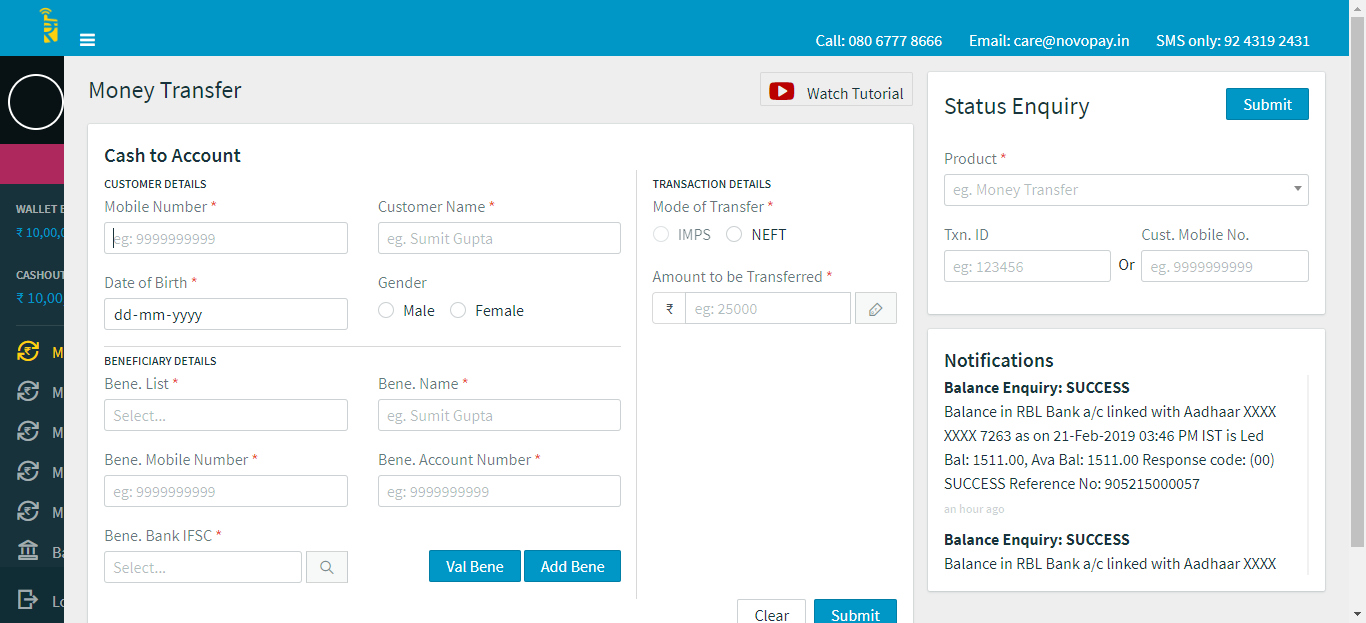 Call: 080 6777 8666 Email: care@novopay.in SMS only: 92 4319 2431
WALLET
₹ 10,00,
CASHOUT
₹ 10,00
M
M
M
M
M
Ba
Lo
Money Transfer
Watch Tutorial
Cash to Account
CUSTOMER DETAILS
Mobile Number *
eg: 9999999999
Customer Name *
eg. Sumit Gupta
Date of Birth *
dd-mm-yyyy
Gender
Male Female
BENEFICIARY DETAILS
Bene. List *
Select...
Bene. Name *
eg. Sumit Gupta
Bene. Mobile Number *
eg: 9999999999
Bene. Account Number *
eg: 9999999999
Bene. Bank IFSC *
Select...
Val Bene Add Bene
TRANSACTION DETAILS
Mode of Transfer *
IMPS NEFT
Amount to be Transferred *
₹ eg: 25000
Clear Submit
Status Enquiry
Submit
Product *
eg. Money Transfer
Txn. ID
eg: 123456
Or
Cust. Mobile No.
eg. 9999999999
Notifications
Balance Enquiry: SUCCESS
Balance in RBL Bank a/c linked with Aadhaar XXXX
XXXX 7263 as on 21-Feb-2019 03:46 PM IST is Led
Bal: 1511.00, Ava Bal: 1511.00 Response code: (00)
SUCCESS Reference No: 905215000057
an hour ago
Balance Enquiry: SUCCESS
Balance in RBL Bank a/c linked with Aadhaar XXXX